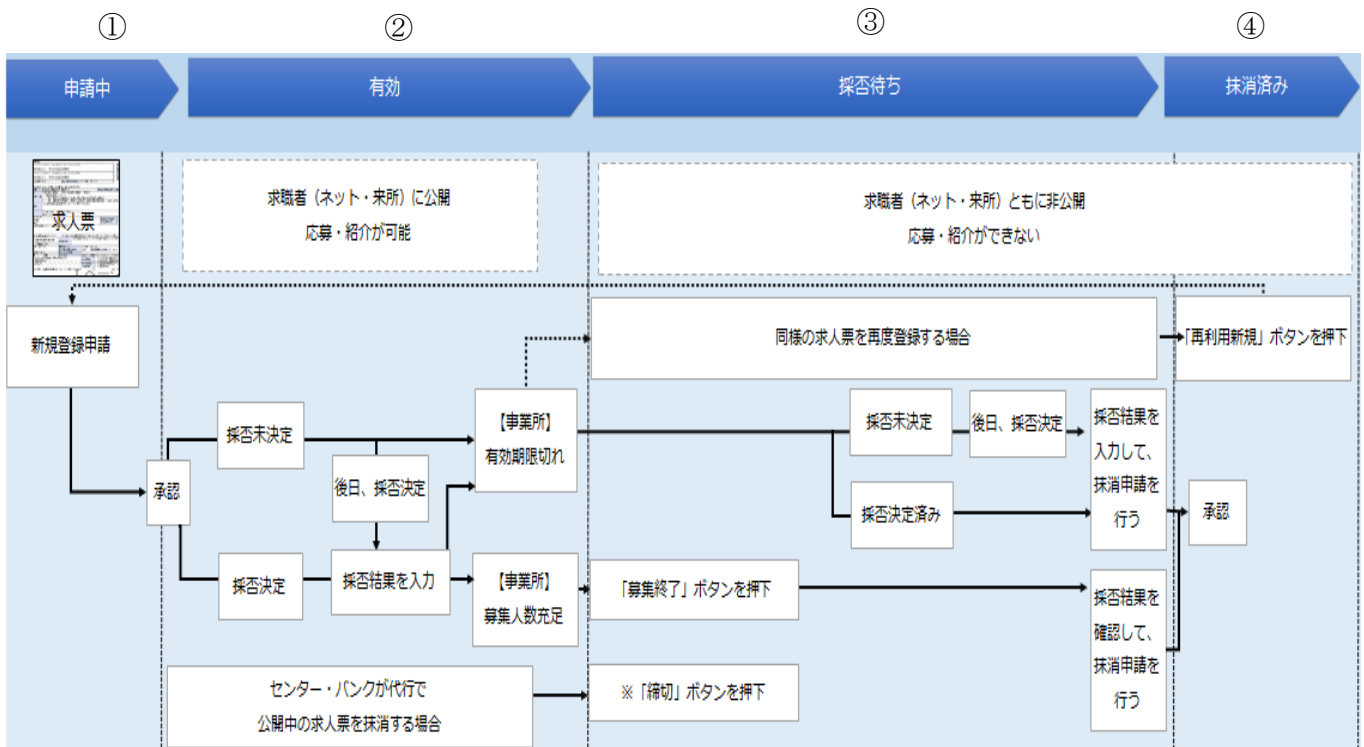 ①
②
③
④
申請中
有効
採否待ち
抹消済み
求人票
求職者（ネット・来所）に公開
応募・紹介が可能
求職者（ネット・来所）ともに非公開
応募・紹介ができない
新規登録申請
同様の求人票を再度登録する場合
「再利用新規」ボタンを押下
承認
採否未決定
後日、採否決定
【事業所】
有効期限切れ
採否未決定
後日、採否決定
採否結果を
入力して、
抹消申請を
行う
採否決定済み
承認
採否決定
採否結果を入力
【事業所】
募集人数充足
「募集終了」ボタンを押下
採否結果を
確認して、
抹消申請を
行う
センター・バンクが代行で
公開中の求人票を抹消する場合
※「締切」ボタンを押下